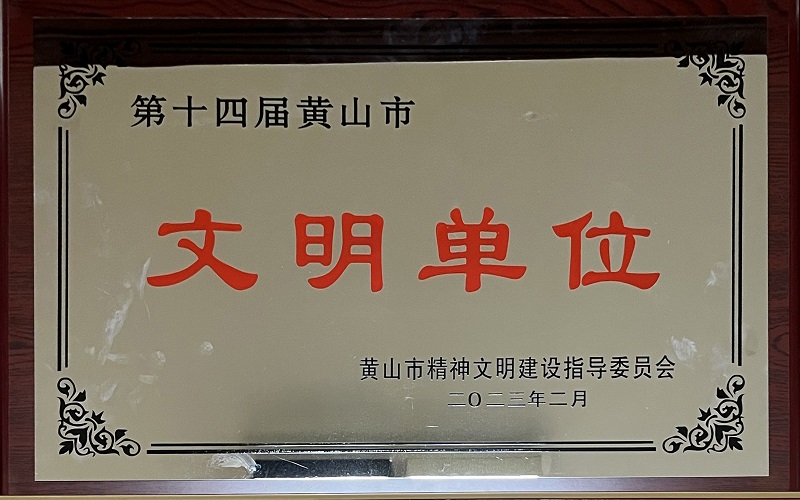 第十四届黄山市
文明单位
黄山市精神文明建设指导委员会
二〇二三年二月